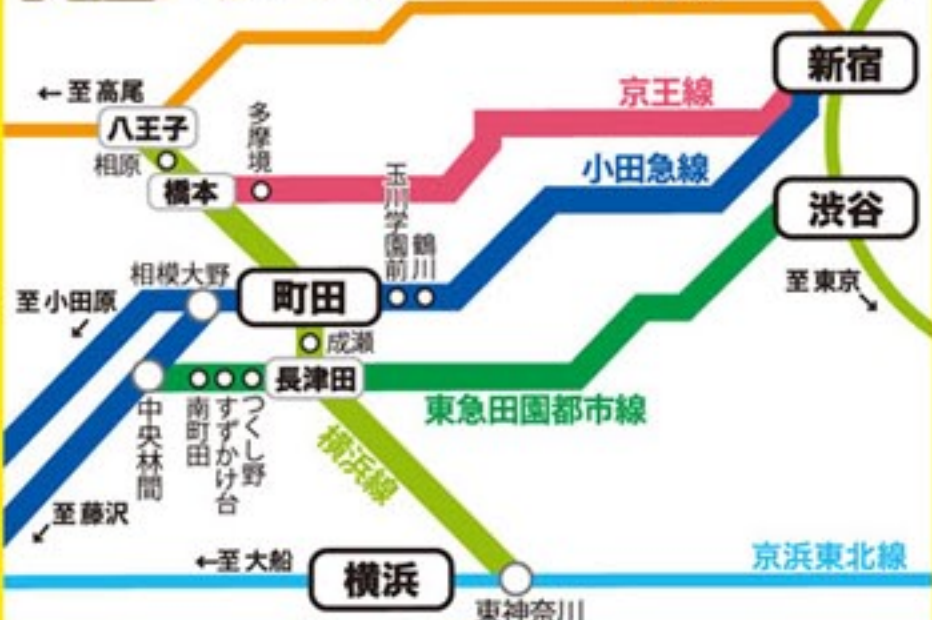 ←至高尾
新宿
八王子
京王線
多摩境
相原
橋本
小田急線
玉川学園前
鶴川
渋谷
相模大野
町田
至小田原
至東京
成瀬
長津田
中央林間
南町田
すずかけ台
つくし野
東急田園都市線
横浜線
至藤沢
←至大船
横浜
京浜東北線
東神奈川